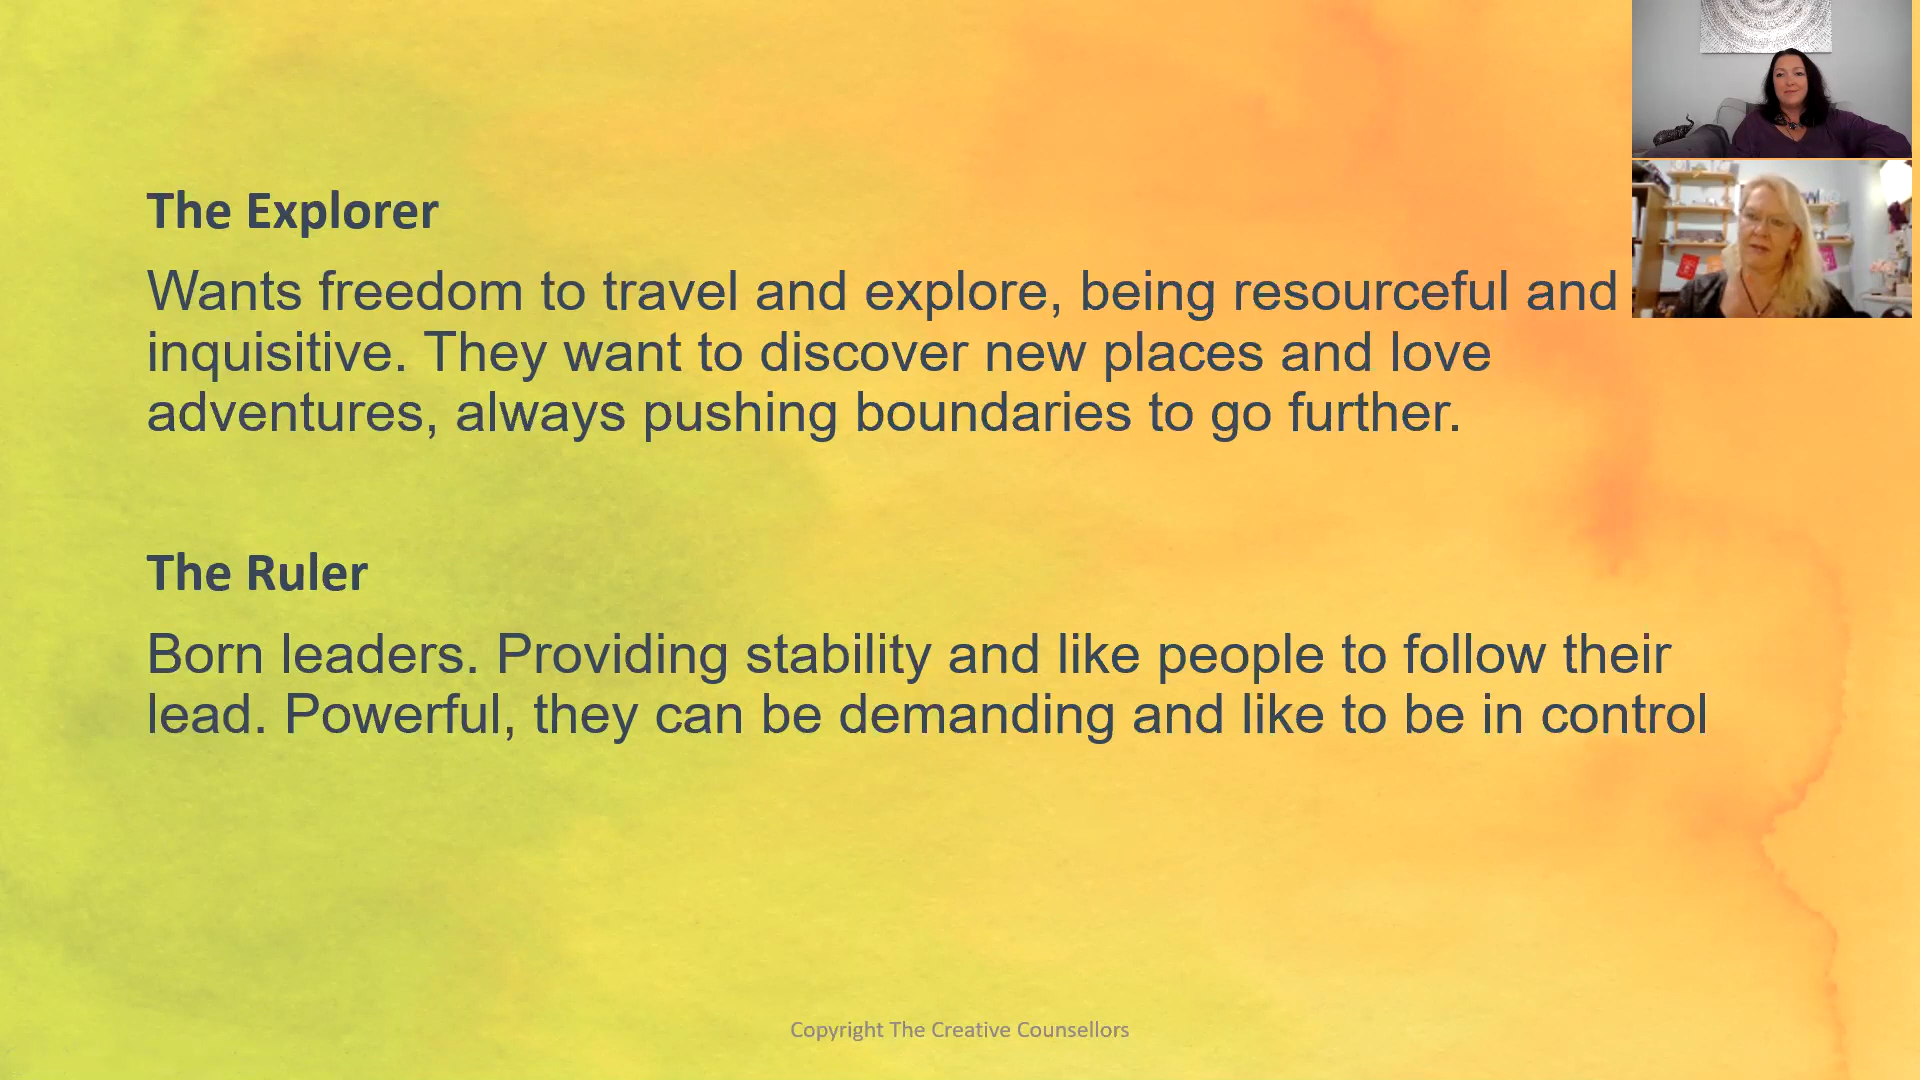 The Explorer
Wants freedom to travel and explore, being resourceful and
inquisitive. They want to discover new places and love
adventures, always pushing boundaries to go further.
The Ruler
Born leaders. Providing stability and like people to follow their
lead. Powerful, they can be demanding and like to be in control
Copyright The Creative Counsellors